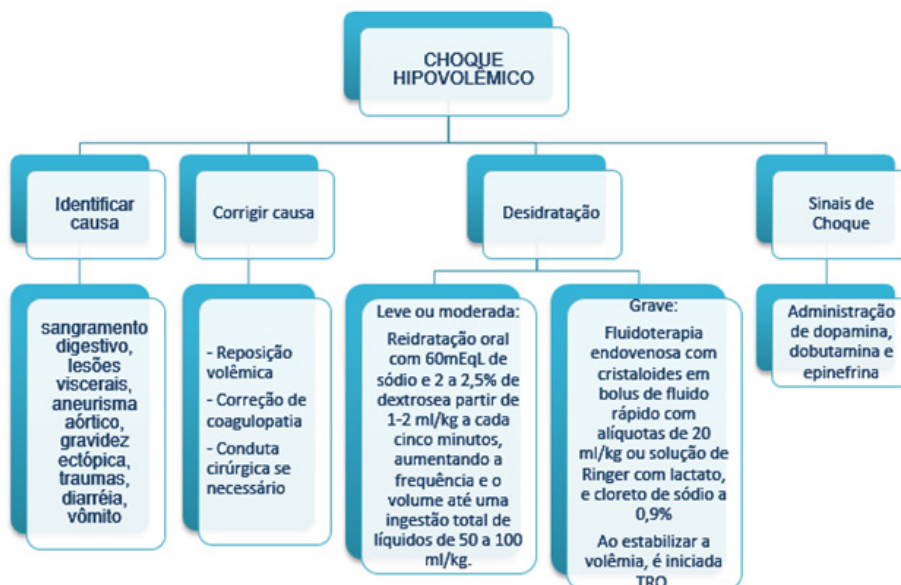 CHOQUE
HIPOVOLÊMICO
Identificar
causa
Corrigir causa
Desidratação
Sinais de
Choque
sangramento
digestivo,
lesões
viscerais,
aneurisma
aórtico,
gravidez
ectópica,
traumas,
diarréia,
vômito
- Reposição
volêmica
- Correção de
coagulopatia
- Conduta
cirúrgica se
necessário
Leve ou moderada:
Reidratação oral
com 60mEqL de
sódio e 2 a 2,5% de
dextrosea partir de
1-2 ml/kg a cada
cinco minutos,
aumentando a
frequência e o
volume até uma
ingestão total de
líquidos de 50 a 100
ml/kg.
Grave:
Fluidoterapia
endovenosa com
cristaloides em
bolus de fluido
rápido com
alíquotas de 20
ml/kg ou solução de
Ringer com lactato,
e cloreto de sódio a
0,9%
Ao estabilizar a
volêmia, é iniciada
TRO
Administração
de dopamina,
dobutamina e
epinefrina